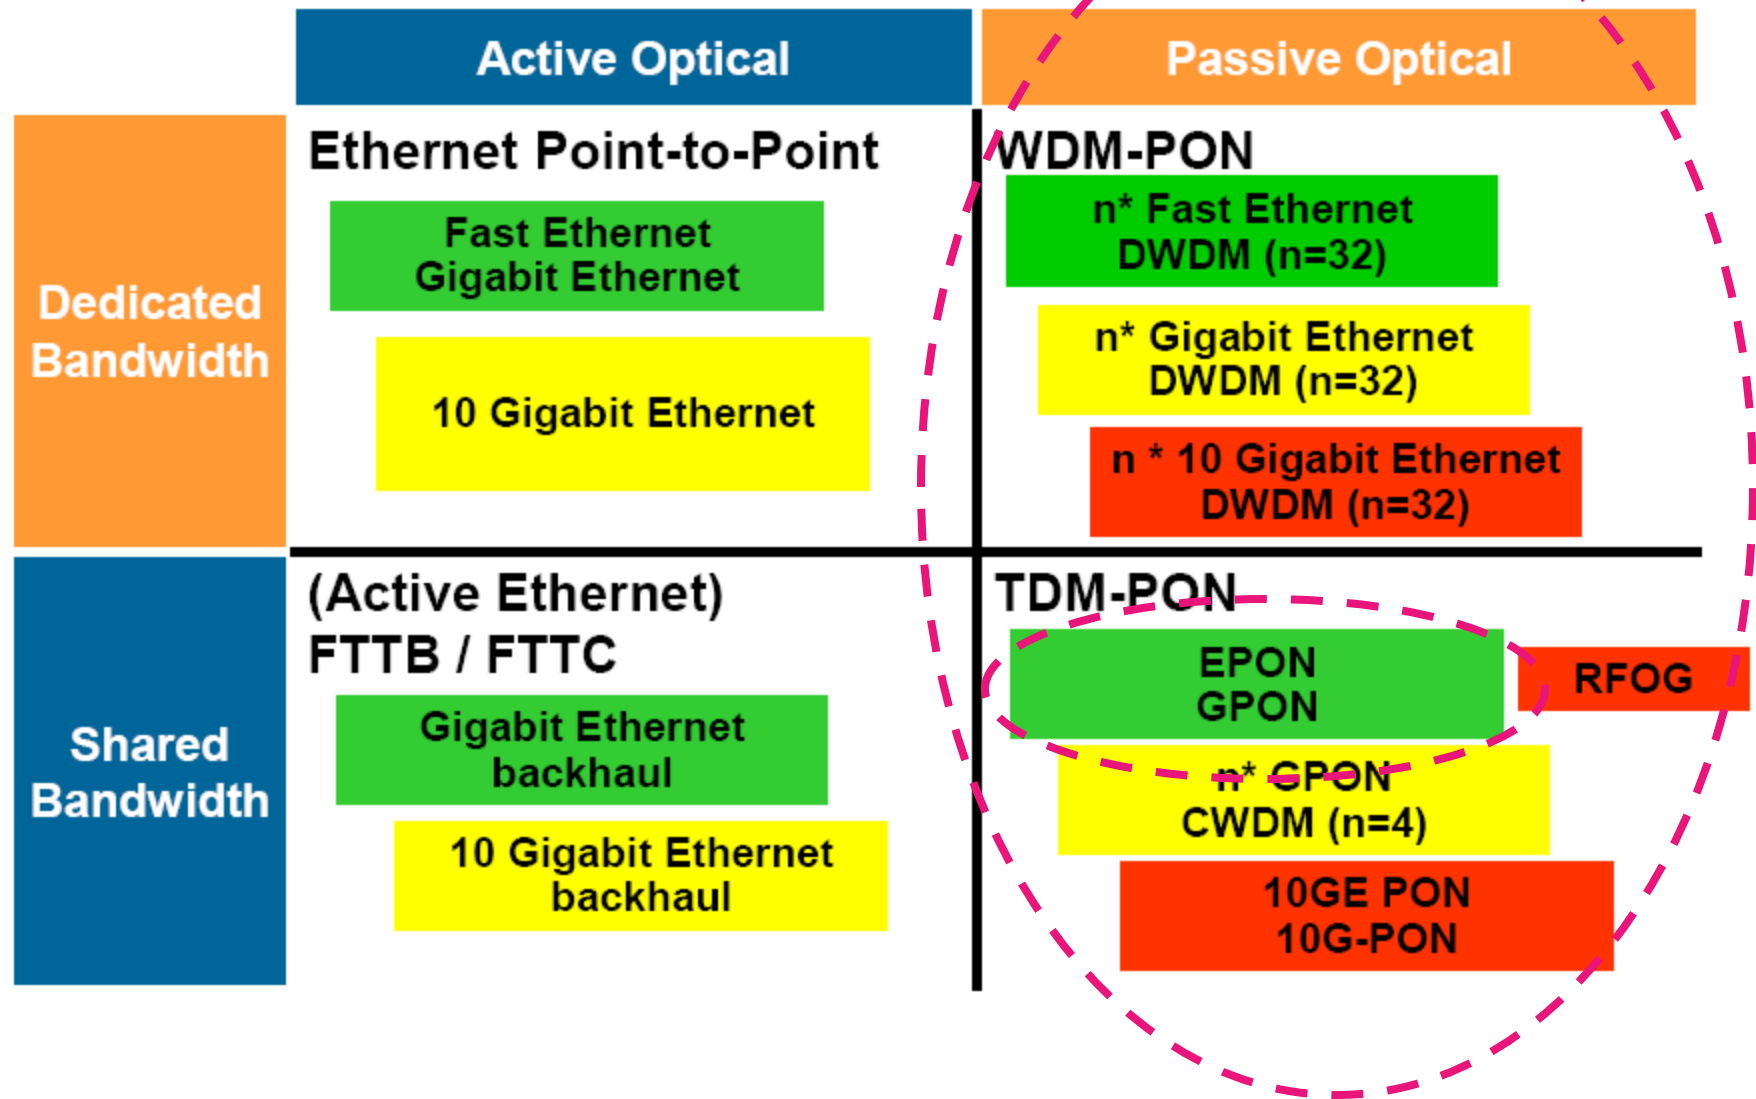 Active Optical
Passive Optical
Dedicated
Bandwidth
Ethernet Point-to-Point
Fast Ethernet
Gigabit Ethernet
10 Gigabit Ethernet
WDM-PON
n* Fast Ethernet
DWDM (n=32)
n* Gigabit Ethernet
DWDM (n=32)
n * 10 Gigabit Ethernet
DWDM (n=32)
Shared
Bandwidth
(Active Ethernet)
FTTB / FTTC
Gigabit Ethernet
backhaul
10 Gigabit Ethernet
backhaul
TDM-PON
EPON
GPON
RFOG
n* GPON
CWDM (n=4)
10GE PON
10G-PON